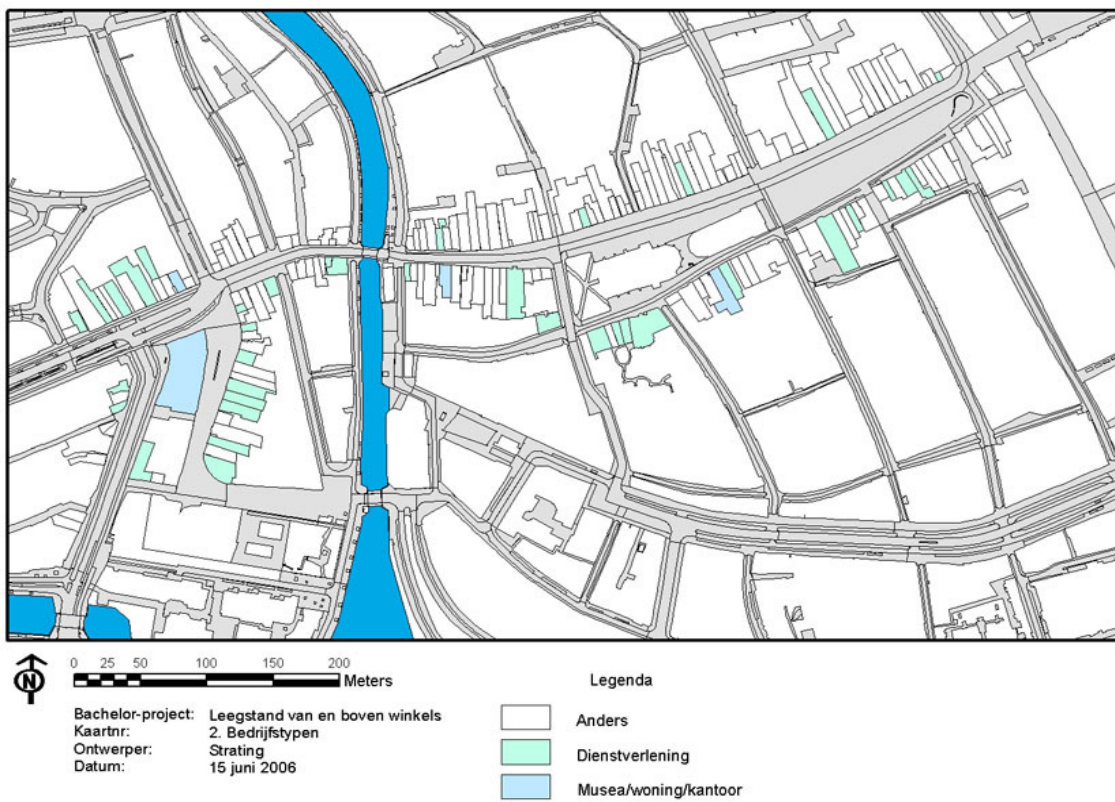 0 25 50 100 150 200
Meters
N
Bachelor-project: Leegstand van en boven winkels
Kaartnr: 2. Bedrijfstypen
Ontwerper: Strating
Datum: 15 juni 2006
Legenda
Anders
Dienstverlening
Musea/woning/kantoor